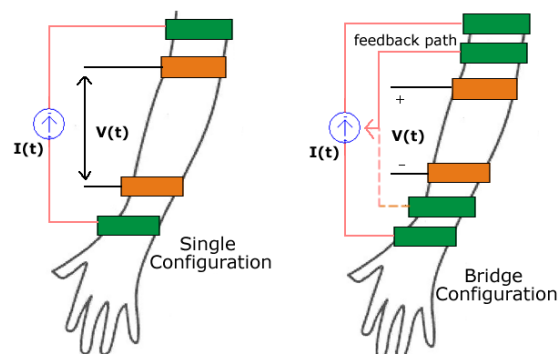 I(t)
V(t)
Single
Configuration
feedback path
+
V(t)
I(t)
−
Bridge
Configuration